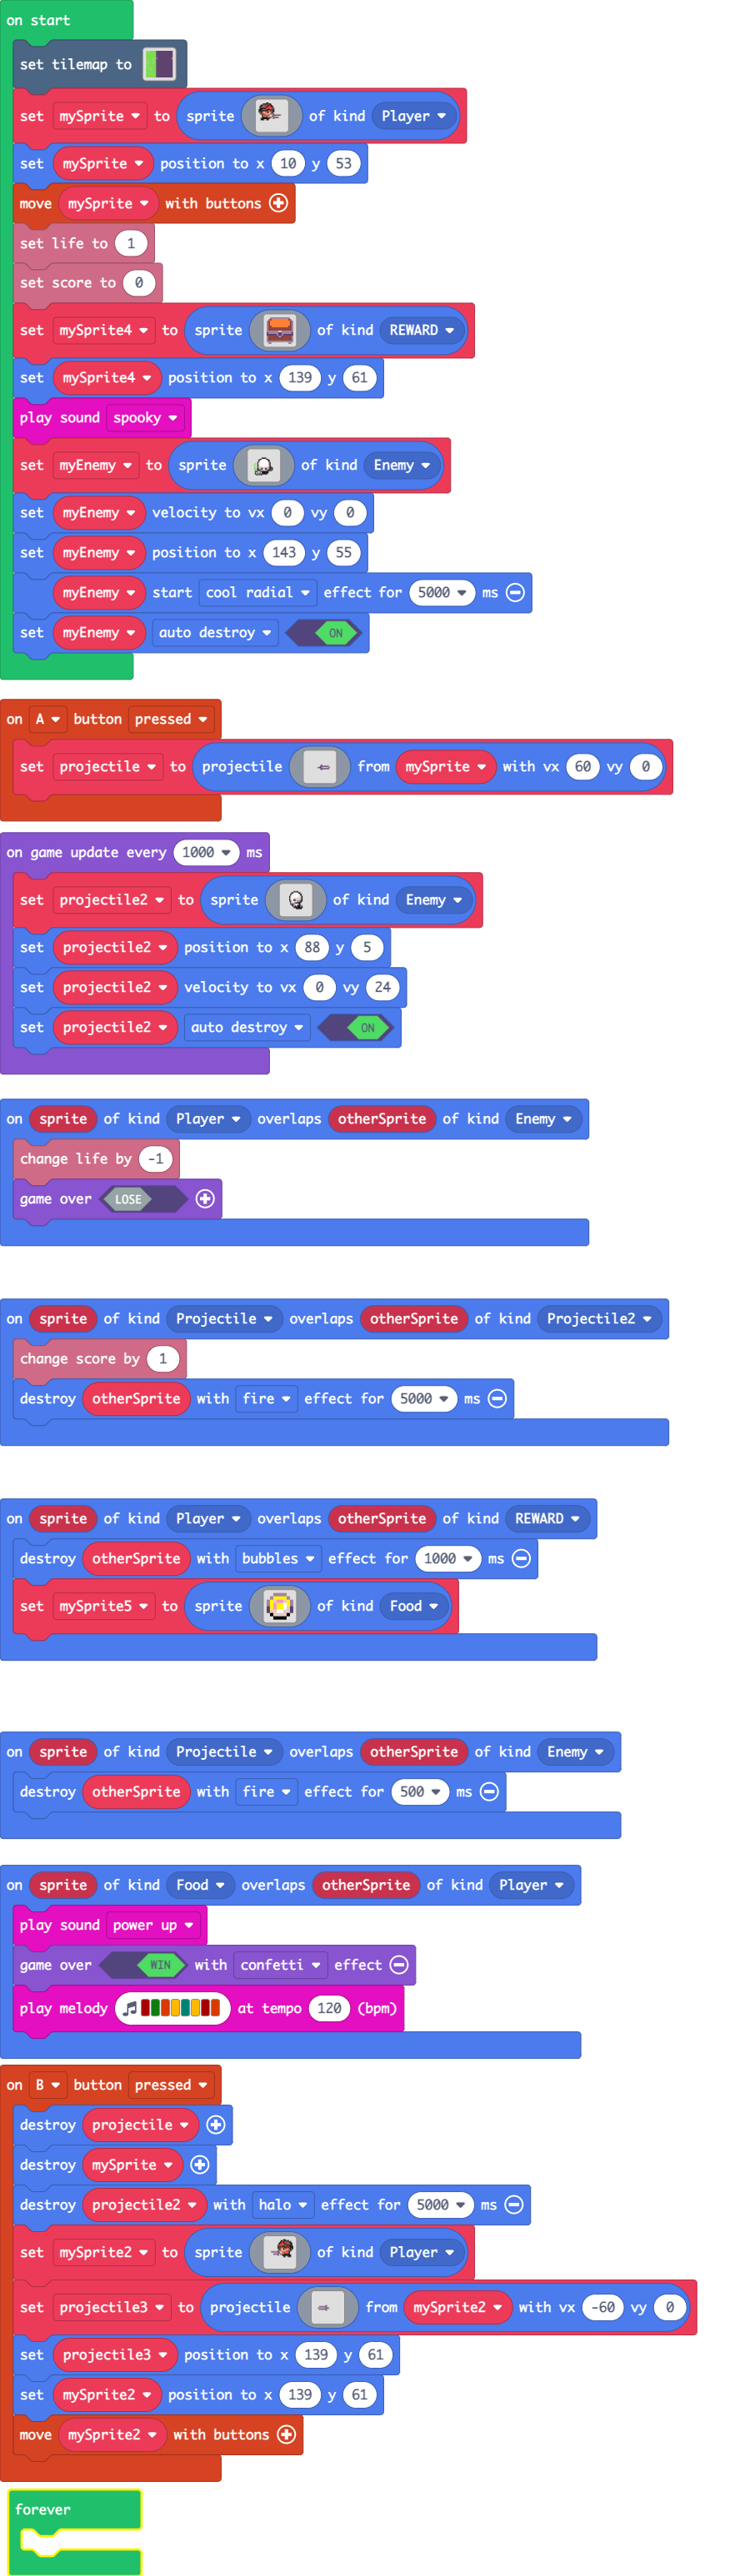 on start
set tilemap to
set mySprite to sprite of kind Player
set mySprite position to x 10 y 53
move mySprite with buttons
set life to 1
set score to 0
set mySprite4 to sprite of kind REWARD
set mySprite4 position to x 139 y 61
play sound spooky
set myEnemy to sprite of kind Enemy
set myEnemy velocity to vx 0 vy 0
set myEnemy position to x 143 y 55
myEnemy start cool radial effect for 5000 ms
set myEnemy auto destroy ON
on A button pressed
set projectile to projectile from mySprite with vx 60 vy 0
on game update every 1000 ms
set projectile2 to sprite of kind Enemy
set projectile2 position to x 88 y 5
set projectile2 velocity to vx 0 vy 24
set projectile2 auto destroy ON
on sprite of kind Player overlaps otherSprite of kind Enemy
change life by -1
game over LOSE
on sprite of kind Projectile overlaps otherSprite of kind Projectile2
change score by 1
destroy otherSprite with fire effect for 5000 ms
on sprite of kind Player overlaps otherSprite of kind REWARD
destroy otherSprite with bubbles effect for 1000 ms
set mySprite5 to sprite of kind Food
on sprite of kind Projectile overlaps otherSprite of kind Enemy
destroy otherSprite with fire effect for 500 ms
on sprite of kind Food overlaps otherSprite of kind Player
play sound power up
game over WIN with confetti effect
play melody at tempo 120 (bpm)
on B button pressed
destroy projectile
destroy mySprite
destroy projectile2 with halo effect for 5000 ms
set mySprite2 to sprite of kind Player
set projectile3 to projectile from mySprite2 with vx -60 vy 0
set projectile3 position to x 139 y 61
set mySprite2 position to x 139 y 61
move mySprite2 with buttons
forever